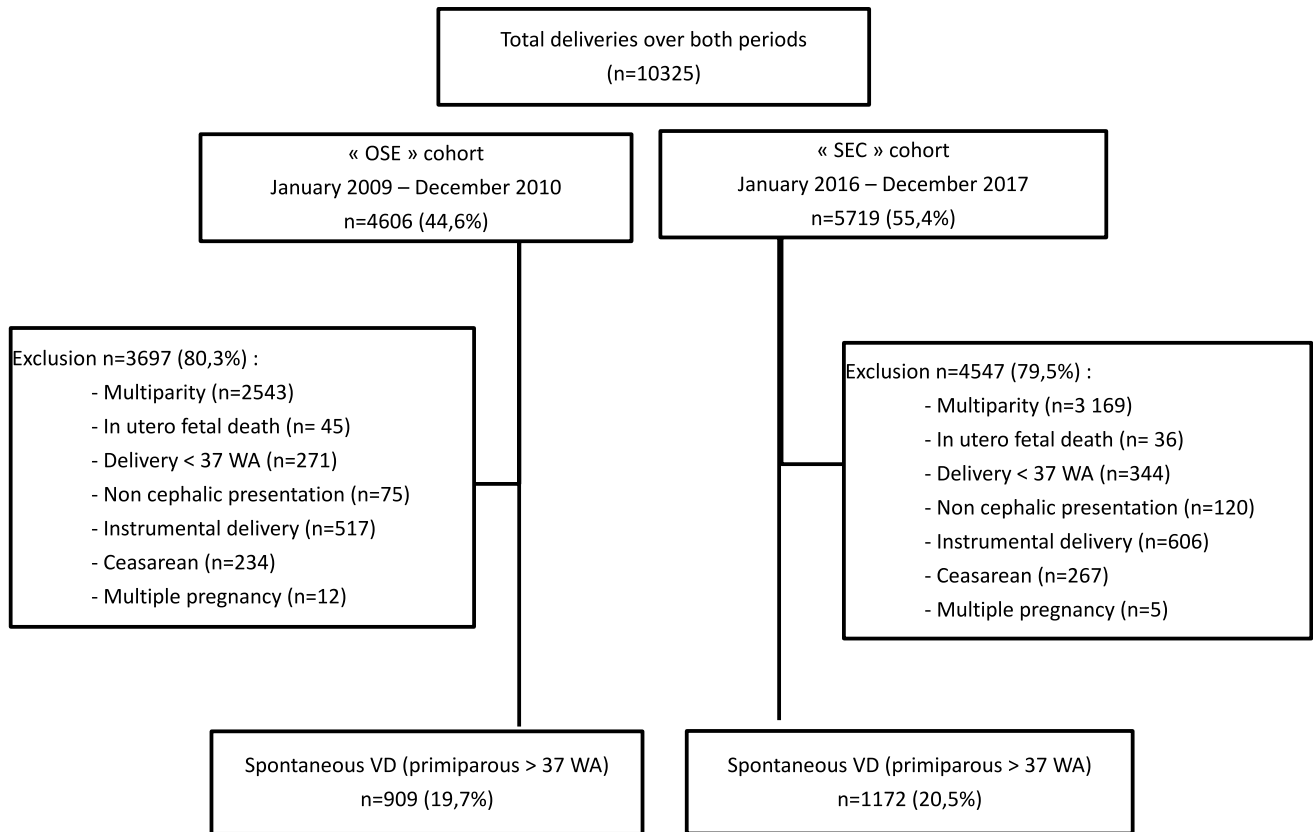 Total deliveries over both periods
(n=10325)
« OSE » cohort
January 2009 – December 2010
n=4606 (44,6%)
« SEC » cohort
January 2016 – December 2017
n=5719 (55,4%)
Exclusion n=3697 (80,3%) :
- Multiparity (n=2543)
- In utero fetal death (n= 45)
- Delivery < 37 WA (n=271)
- Non cephalic presentation (n=75)
- Instrumental delivery (n=517)
- Ceasarean (n=234)
- Multiple pregnancy (n=12)
Exclusion n=4547 (79,5%) :
- Multiparity (n=3 169)
- In utero fetal death (n= 36)
- Delivery < 37 WA (n=344)
- Non cephalic presentation (n=120)
- Instrumental delivery (n=606)
- Ceasarean (n=267)
- Multiple pregnancy (n=5)
Spontaneous VD (primiparous > 37 WA)
n=909 (19,7%)
Spontaneous VD (primiparous > 37 WA)
n=1172 (20,5%)